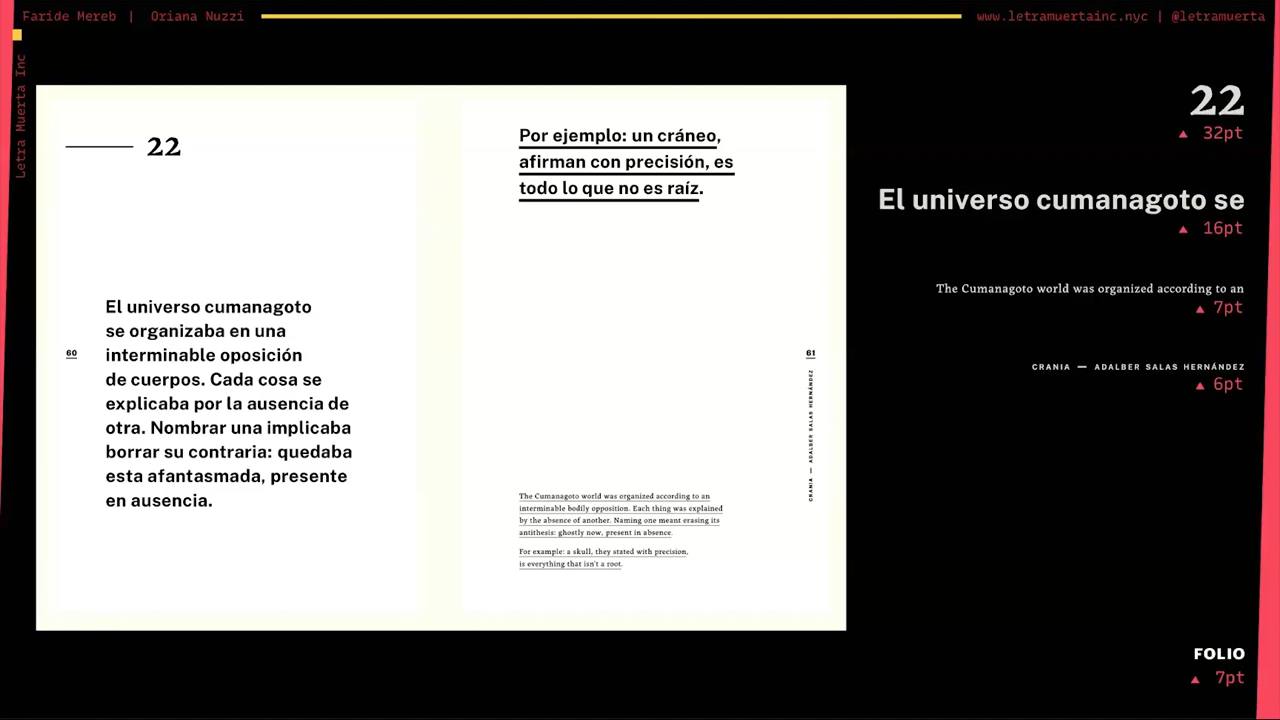 Faride Mereb | Oriana Nuzzi
www.letramuertainc.nyc | @letramuerta
Letra Muerta Inc
22
El universo cumanagoto
se organizaba en una
interminable oposición
de cuerpos. Cada cosa se
explicaba por la ausencia de
otra. Nombrar una implicaba
borrar su contraria: quedaba
esta afantasmada, presente
en ausencia.
60
Por ejemplo: un cráneo,
afirman con precisión, es
todo lo que no es raíz.
61
CRANIA — ADALBER SALAS HERNÁNDEZ
The Cumanagoto world was organized according to an
interminable bodily opposition. Each thing was explained
by the absence of another. Naming one meant erasing its
antithesis: ghostly now, present in absence.
For example: a skull, they stated with precision,
is everything that isn't a root.
22
▲ 32pt
El universo cumanagoto se
▲ 16pt
The Cumanagoto world was organized according to an
▲ 7pt
CRANIA — ADALBER SALAS HERNÁNDEZ
▲ 6pt
FOLIO
▲ 7pt